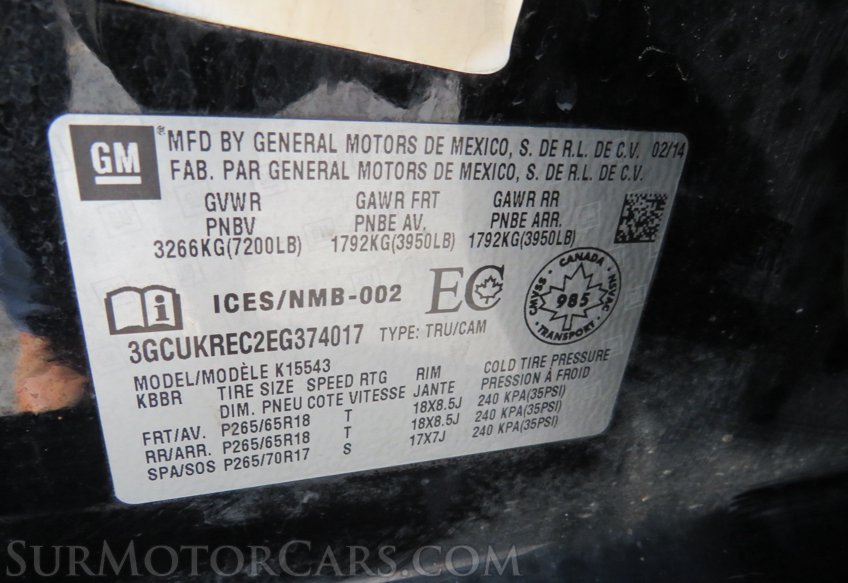 GM
® MFD BY GENERAL MOTORS DE MEXICO, S. DE R.L. DE C.V. 02/14
FAB. PAR GENERAL MOTORS DE MEXICO, S. DE R.L. DE C.V.
GVWR GAWR FRT GAWR RR
PNBV PNBE AV. PNBE ARR.
3266KG(7200LB) 1792KG(3950LB) 1792KG(3950LB)
i ICES/NMB-002 EC CANADA CMVSS 985 NSVAC TRANSPORT
3GCUKREC2EG374017 TYPE: TRU/CAM
MODEL/MODÈLE K15543
KBBR TIRE SIZE SPEED RTG RIM COLD TIRE PRESSURE
DIM. PNEU COTE VITESSE JANTE PRESSION À FROID
FRT/AV. P265/65R18 T 18X8.5J 240 KPA(35PSI)
RR/ARR. P265/65R18 T 18X8.5J 240 KPA(35PSI)
SPA/SOS P265/70R17 S 17X7J 240 KPA(35PSI)
SurMotorCars.com